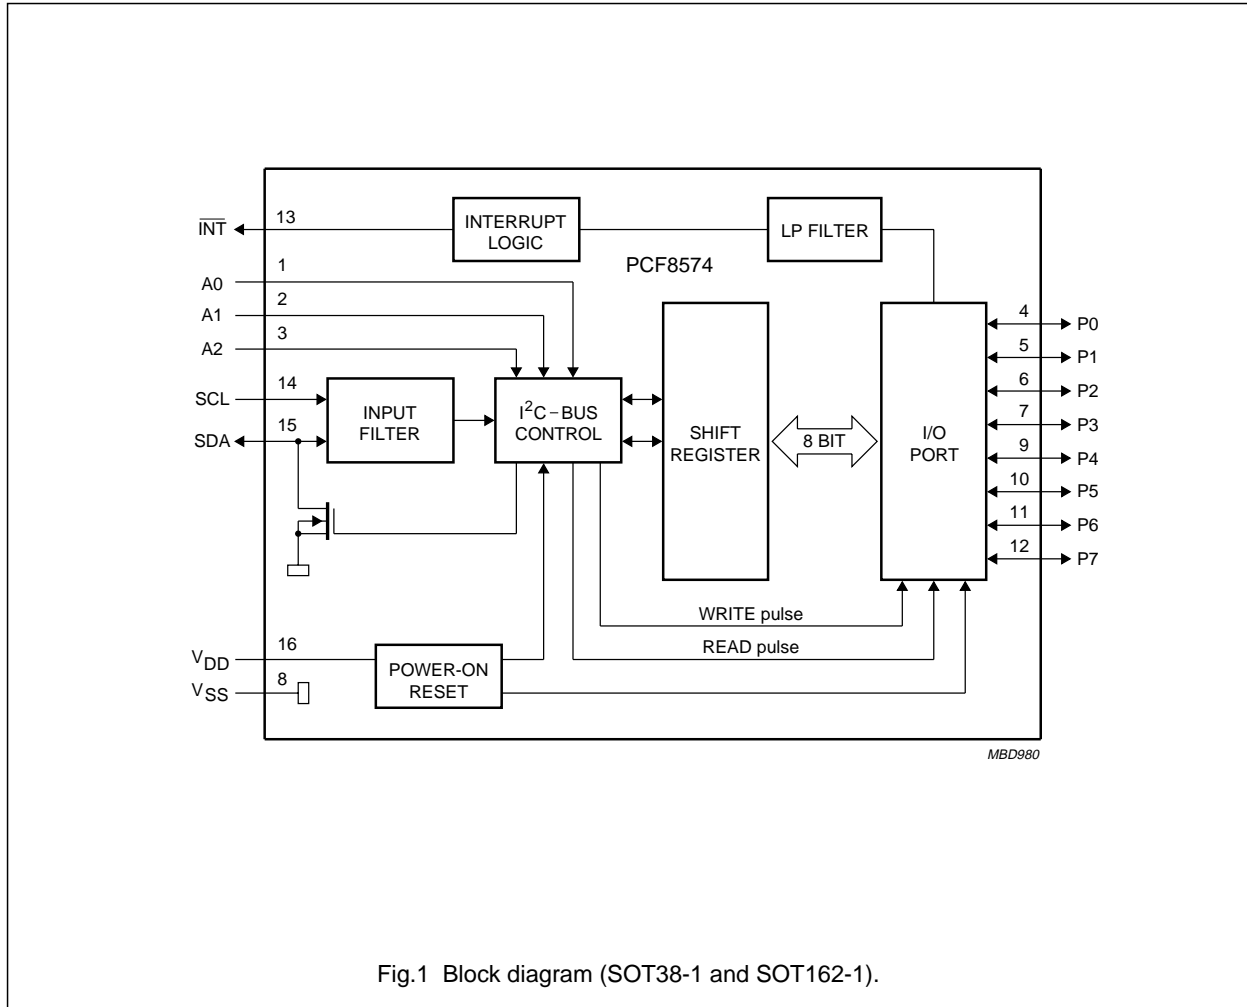 INT
13
INTERRUPT
LOGIC
LP FILTER
PCF8574
A0
1
A1
2
A2
3
SCL
14
SDA
15
INPUT
FILTER
I²C-BUS
CONTROL
SHIFT
REGISTER
8 BIT
I/O
PORT
4
P0
5
P1
6
P2
7
P3
9
P4
10
P5
11
P6
12
P7
WRITE pulse
READ pulse
VDD
16
VSS
8
POWER-ON
RESET
MBD980
Fig.1 Block diagram (SOT38-1 and SOT162-1).